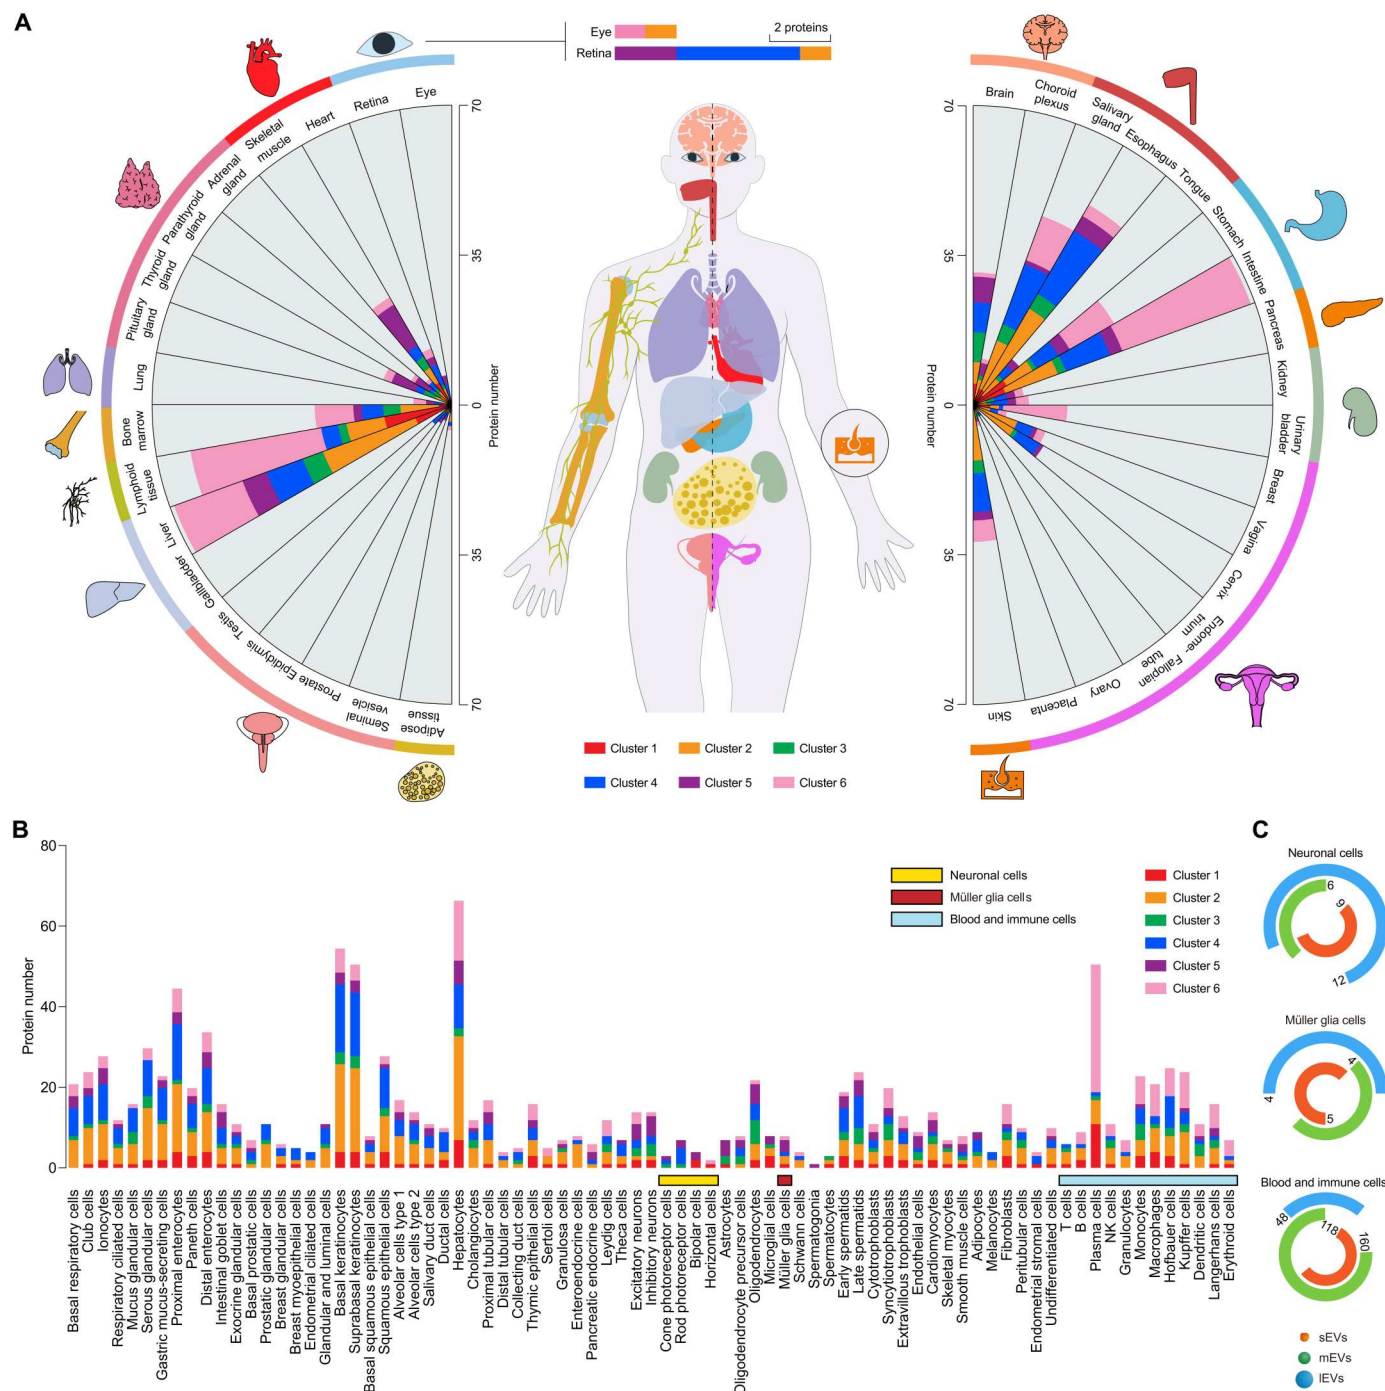 A
Eye
Retina
2 proteins
Eye
Retina
Heart
Skeletal
muscle
Adrenal
gland
Parathyroid
gland
Thyroid
gland
Pituitary
gland
Lung
Bone
marrow
Lymphoid
tissue
Liver
Gallbladder
Testis
Epididymis
Prostate
Seminal
vesicle
Adipose
tissue
70
35
0
35
70
Protein number
Brain
Choroid
plexus
Salivary
gland
Esophagus
Tongue
Stomach
Intestine
Pancreas
Kidney
Urinary
bladder
Breast
Vagina
Cervix
Endome-
trium
Fallopian
tube
Ovary
Placenta
Skin
70
35
0
35
70
Protein number
Cluster 1
Cluster 2
Cluster 3
Cluster 4
Cluster 5
Cluster 6
B
80
60
40
20
0
Protein number
Neuronal cells
Müller glia cells
Blood and immune cells
Cluster 1
Cluster 2
Cluster 3
Cluster 4
Cluster 5
Cluster 6
Basal respiratory cells
Club cells
Ionocytes
Respiratory ciliated cells
Mucus glandular cells
Serous glandular cells
Gastric mucus-secreting cells
Proximal enterocytes
Paneth cells
Distal enterocytes
Intestinal goblet cells
Exocrine glandular cells
Basal prostatic cells
Prostatic glandular cells
Breast glandular cells
Breast myoepithelial cells
Endometrial ciliated cells
Glandular and luminal cells
Basal keratinocytes
Suprabasal keratinocytes
Basal squamous epithelial cells
Squamous epithelial cells
Alveolar cells type 1
Alveolar cells type 2
Salivary duct cells
Ductal cells
Hepatocytes
Cholangiocytes
Proximal tubular cells
Distal tubular cells
Collecting duct cells
Thymic epithelial cells
Sertoli cells
Granulosa cells
Enteroendocrine cells
Pancreatic endocrine cells
Leydig cells
Theca cells
Excitatory neurons
Inhibitory neurons
Cone photoreceptor cells
Rod photoreceptor cells
Bipolar cells
Horizontal cells
Astrocytes
Oligodendrocyte precursor cells
Oligodendrocytes
Microglial cells
Müller glia cells
Schwann cells
Spermatogonia
Spermatocytes
Early spermatids
Late spermatids
Cytotrophoblasts
Syncytiotrophoblasts
Extravillous trophoblasts
Endothelial cells
Cardiomyocytes
Skeletal myocytes
Smooth muscle cells
Adipocytes
Melanocytes
Fibroblasts
Peritubular cells
Endometrial stromal cells
Undifferentiated cells
T cells
B cells
Plasma cells
NK cells
Granulocytes
Monocytes
Macrophages
Hofbauer cells
Kupffer cells
Dendritic cells
Langerhans cells
Erythroid cells
C
Neuronal cells
6
9
12
Müller glia cells
4
4
5
Blood and immune cells
48
118
160
sEVs
mEVs
lEVs